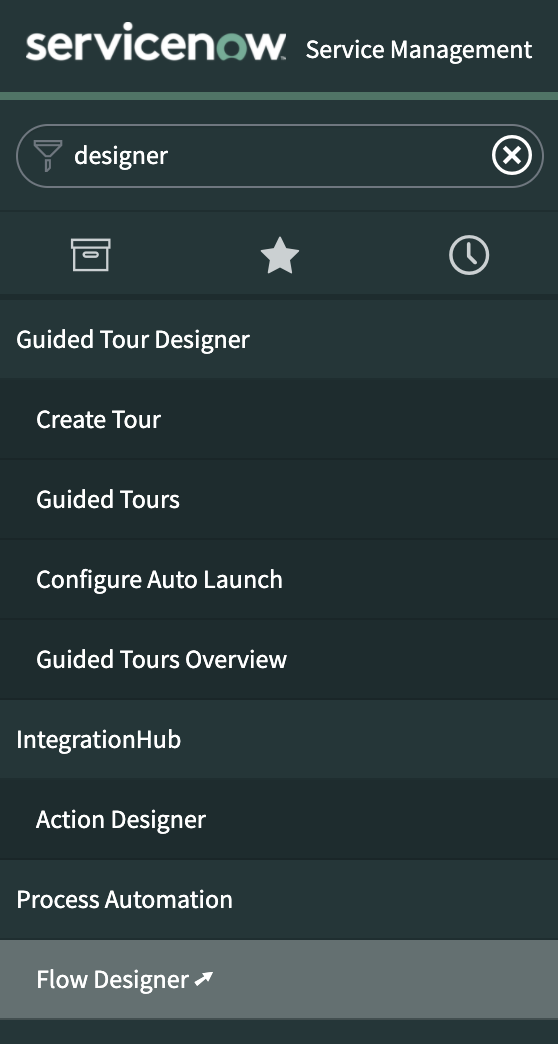 servicenow Service Management
designer
Guided Tour Designer
Create Tour
Guided Tours
Configure Auto Launch
Guided Tours Overview
IntegrationHub
Action Designer
Process Automation
Flow Designer